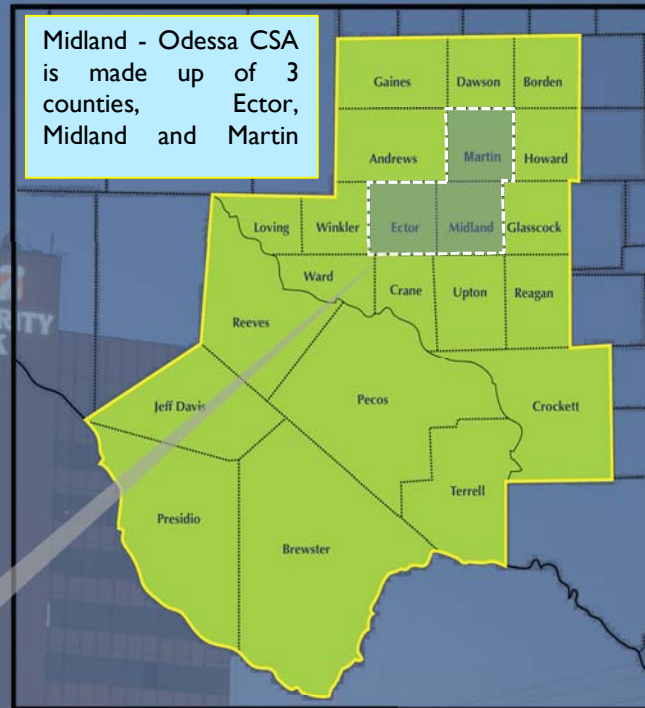 Midland - Odessa CSA
is made up of 3
counties, Ector,
Midland and Martin
Gaines Dawson Borden
Andrews Martin Howard
Loving Winkler Ector Midland Glasscock
Ward Crane Upton Reagan
Reeves
Jeff Davis Pecos Crockett
Terrell
Presidio
Brewster
RITY